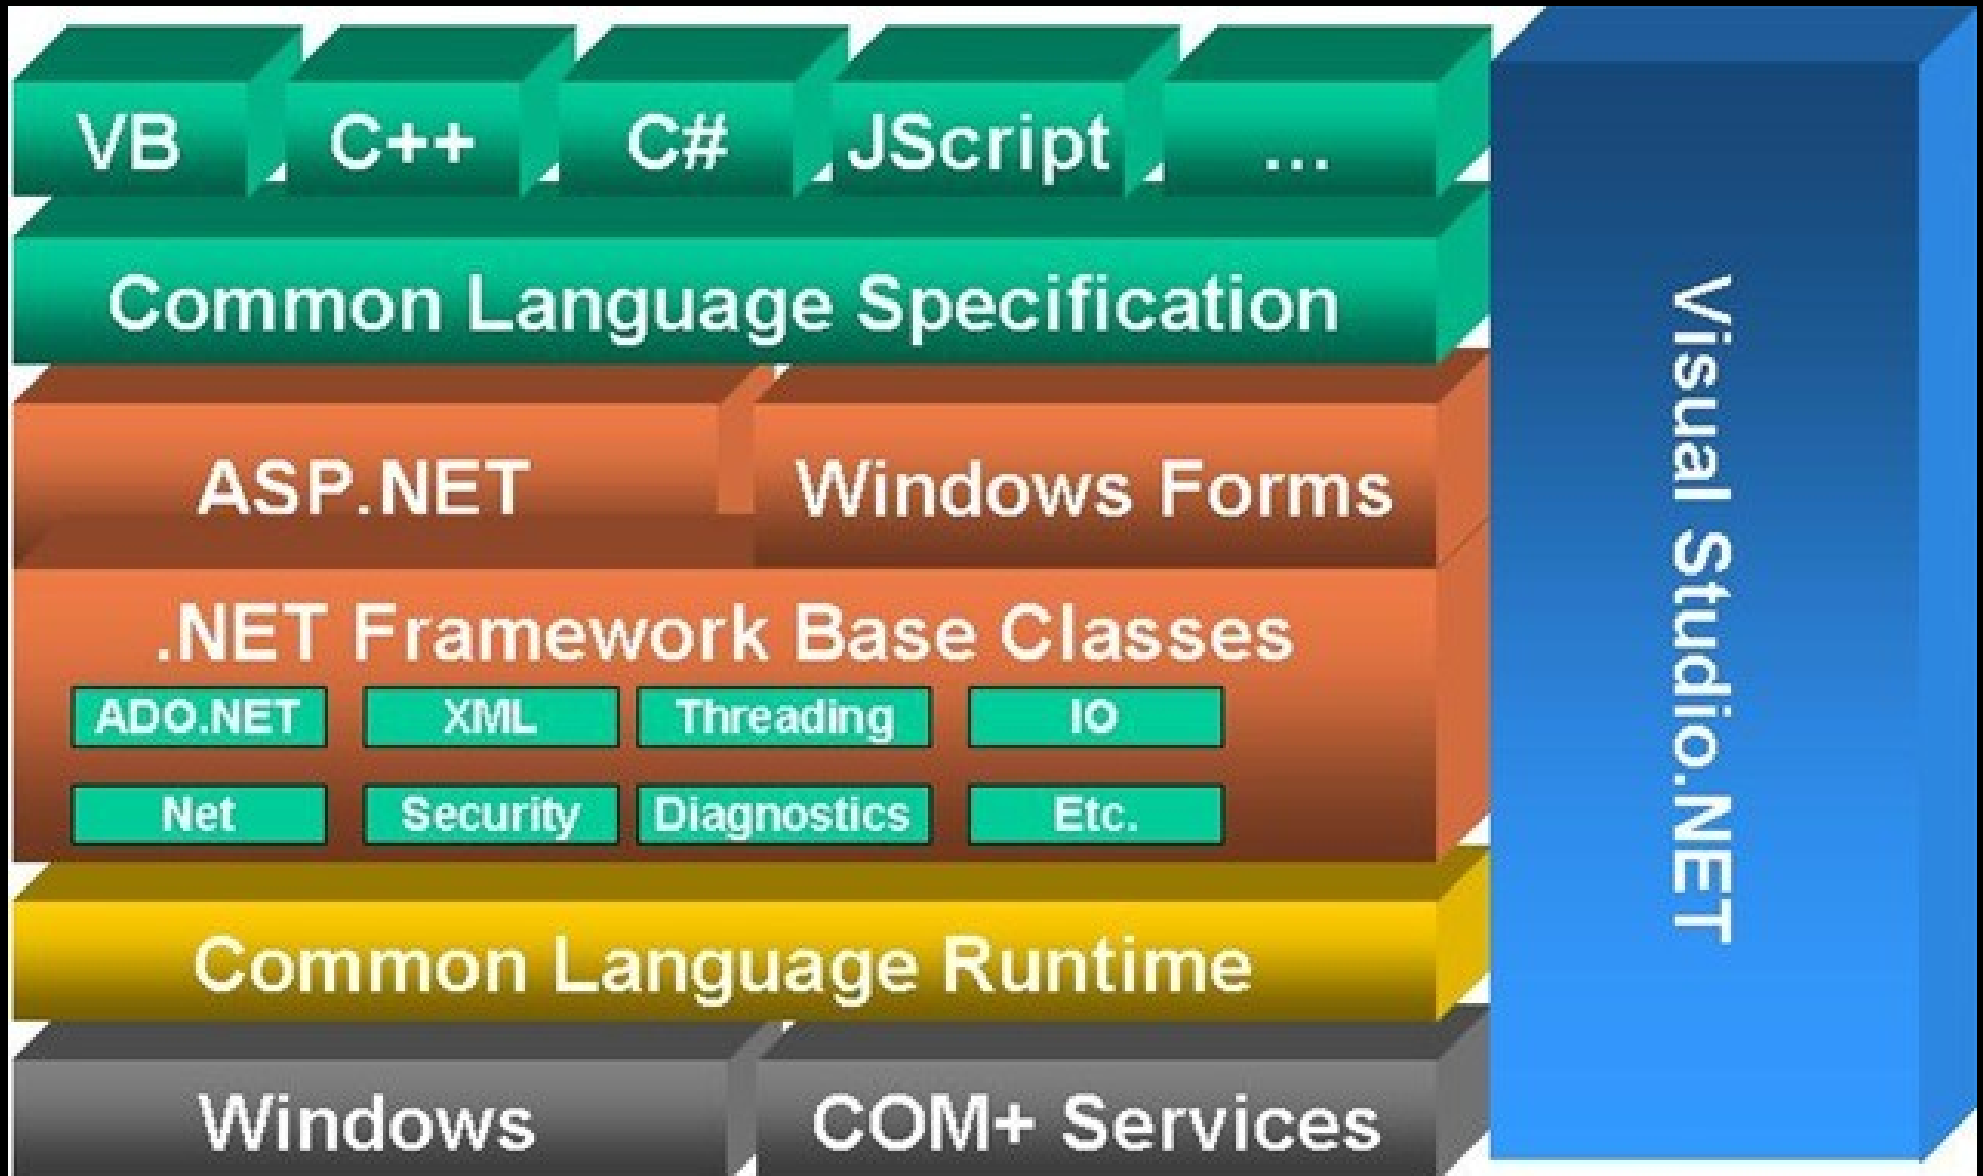 VB C++ C# JScript ...
Common Language Specification
ASP.NET Windows Forms
.NET Framework Base Classes
ADO.NET XML Threading IO
Net Security Diagnostics Etc.
Common Language Runtime
Windows COM+ Services
Visual Studio.NET